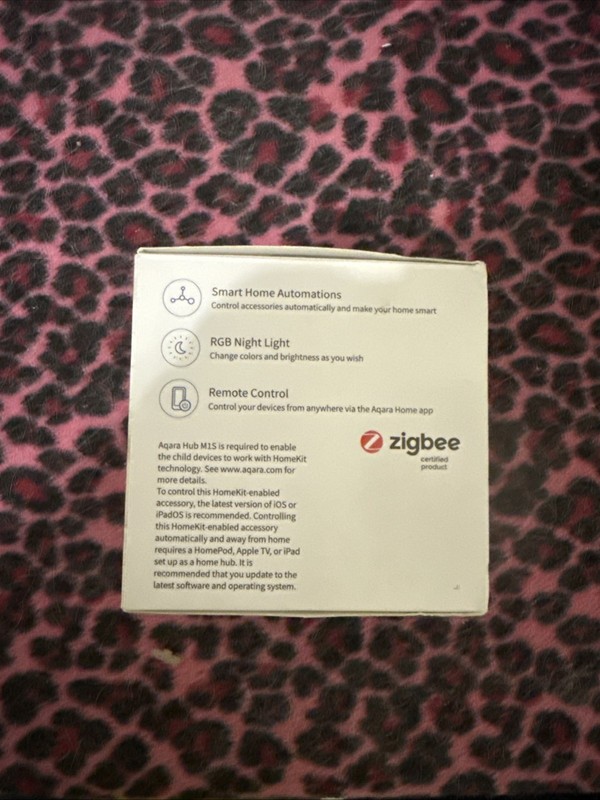 Smart Home Automations
Control accessories automatically and make your home smart
RGB Night Light
Change colors and brightness as you wish
Remote Control
Control your devices from anywhere via the Aqara Home app
Aqara Hub M1S is required to enable
the child devices to work with HomeKit
technology. See www.aqara.com for
more details.
To control this HomeKit-enabled
accessory, the latest version of iOS or
iPadOS is recommended. Controlling
this HomeKit-enabled accessory
automatically and away from home
requires a HomePod, Apple TV, or iPad
set up as a home hub. It is
recommended that you update to the
latest software and operating system.
zigbee
certified
product